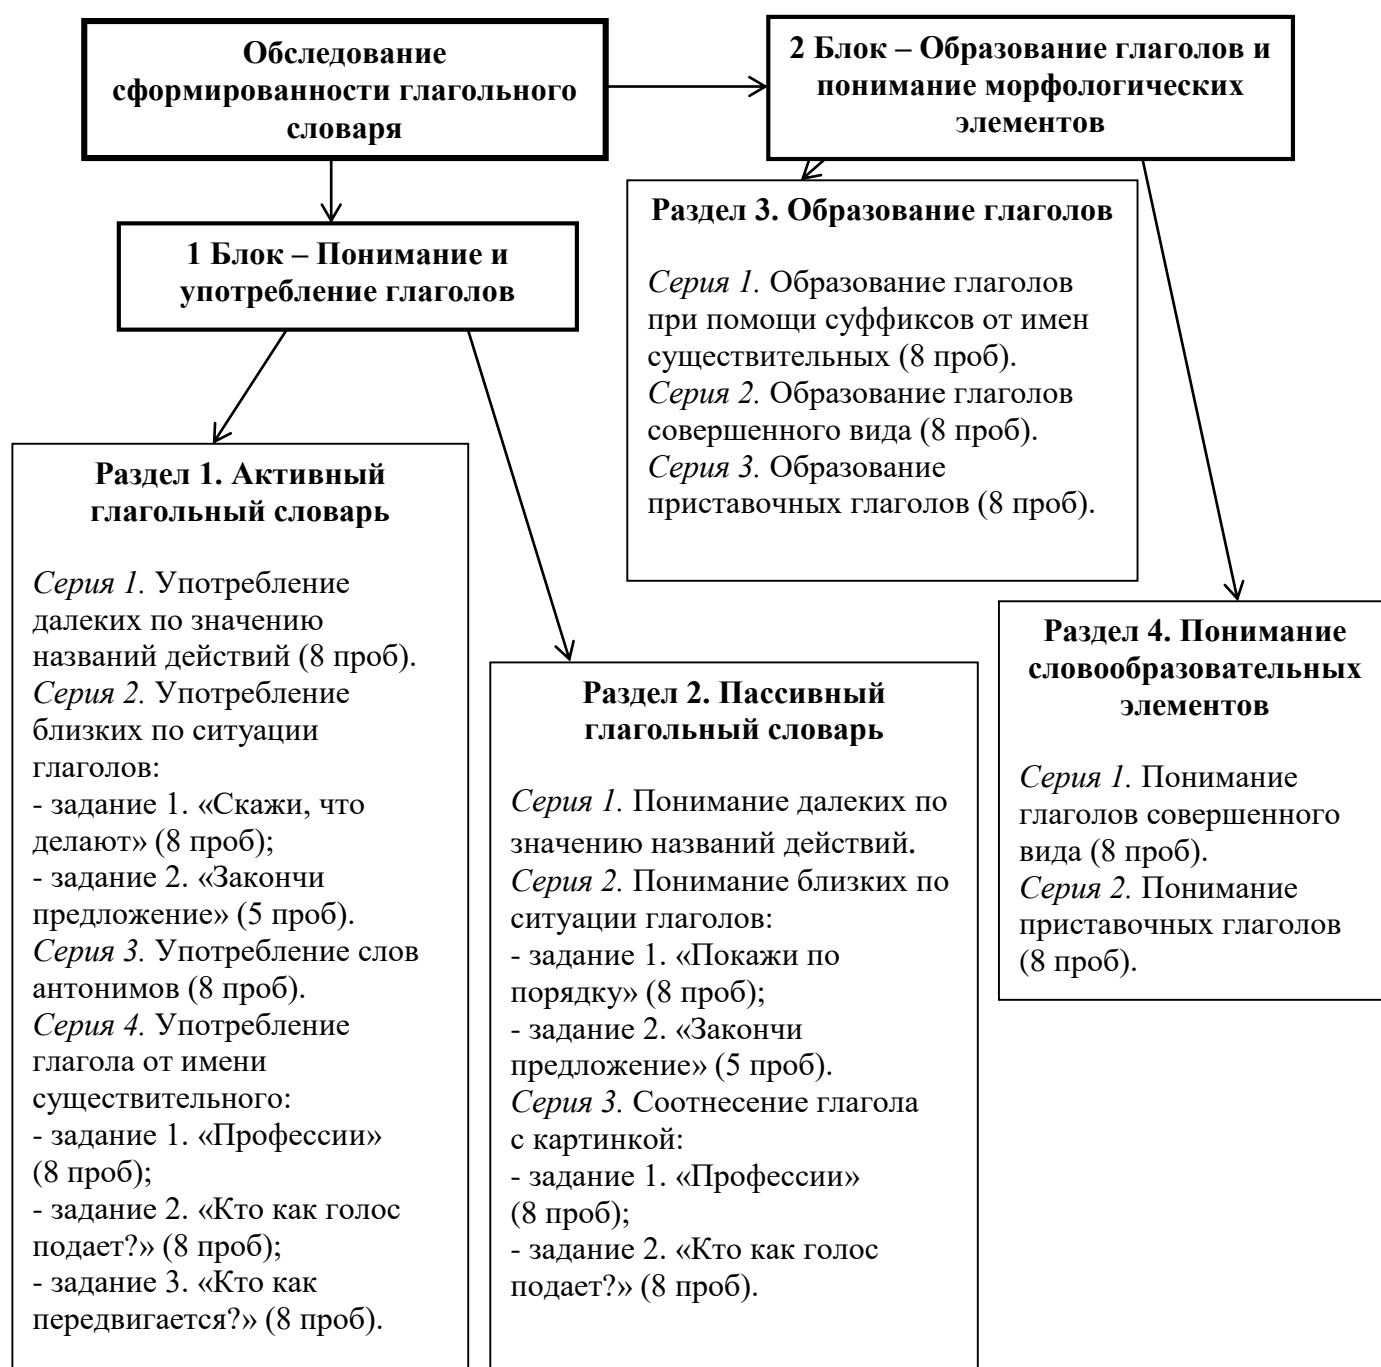 Обследование
сформированности глагольного
словаря
2 Блок – Образование глаголов и
понимание морфологических
элементов
1 Блок – Понимание и
употребление глаголов
Раздел 3. Образование глаголов
Серия 1. Образование глаголов
при помощи суффиксов от имен
существительных (8 проб).
Серия 2. Образование глаголов
совершенного вида (8 проб).
Серия 3. Образование
приставочных глаголов (8 проб).
Раздел 1. Активный
глагольный словарь
Серия 1. Употребление
далеких по значению
названий действий (8 проб).
Серия 2. Употребление
близких по ситуации
глаголов:
- задание 1. «Скажи, что
делают» (8 проб);
- задание 2. «Закончи
предложение» (5 проб).
Серия 3. Употребление слов
антонимов (8 проб).
Серия 4. Употребление
глагола от имени
существительного:
- задание 1. «Профессии»
(8 проб);
- задание 2. «Кто как голос
подает?» (8 проб);
- задание 3. «Кто как
передвигается?» (8 проб).
Раздел 2. Пассивный
глагольный словарь
Серия 1. Понимание далеких по
значению названий действий.
Серия 2. Понимание близких по
ситуации глаголов:
- задание 1. «Покажи по
порядку» (8 проб);
- задание 2. «Закончи
предложение» (5 проб).
Серия 3. Соотнесение глагола
с картинкой:
- задание 1. «Профессии»
(8 проб);
- задание 2. «Кто как голос
подает?» (8 проб).
Раздел 4. Понимание
словообразовательных
элементов
Серия 1. Понимание
глаголов совершенного
вида (8 проб).
Серия 2. Понимание
приставочных глаголов
(8 проб).